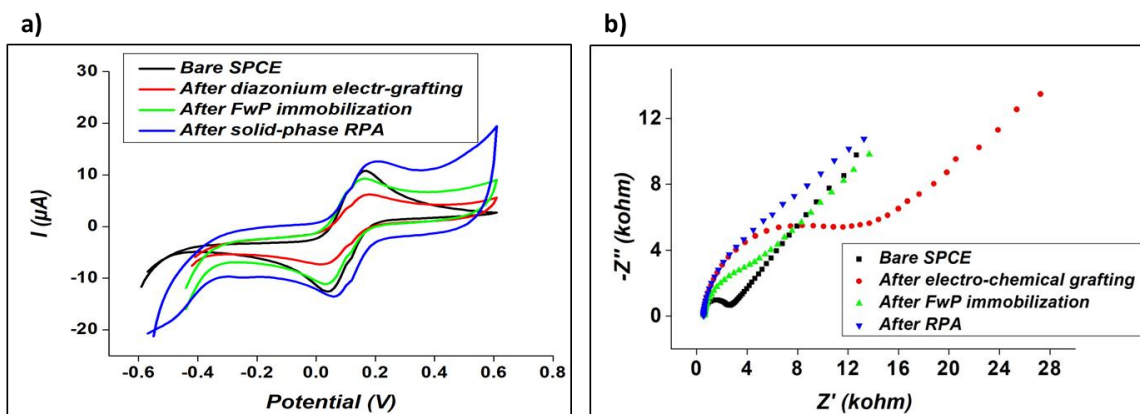 a)
30
20
10
0
-10
-20
I (µA)
Bare SPCE
After diazonium electr-grafting
After FwP immobilization
After solid-phase RPA
-0.6 -0.4 -0.2 0.0 0.2 0.4 0.6 0.8
Potential (V)
b)
12
8
4
0
-Z'' (kohm)
Bare SPCE
After electro-chemical grafting
After FwP immobilization
After RPA
0 4 8 12 16 20 24 28
Z' (kohm)